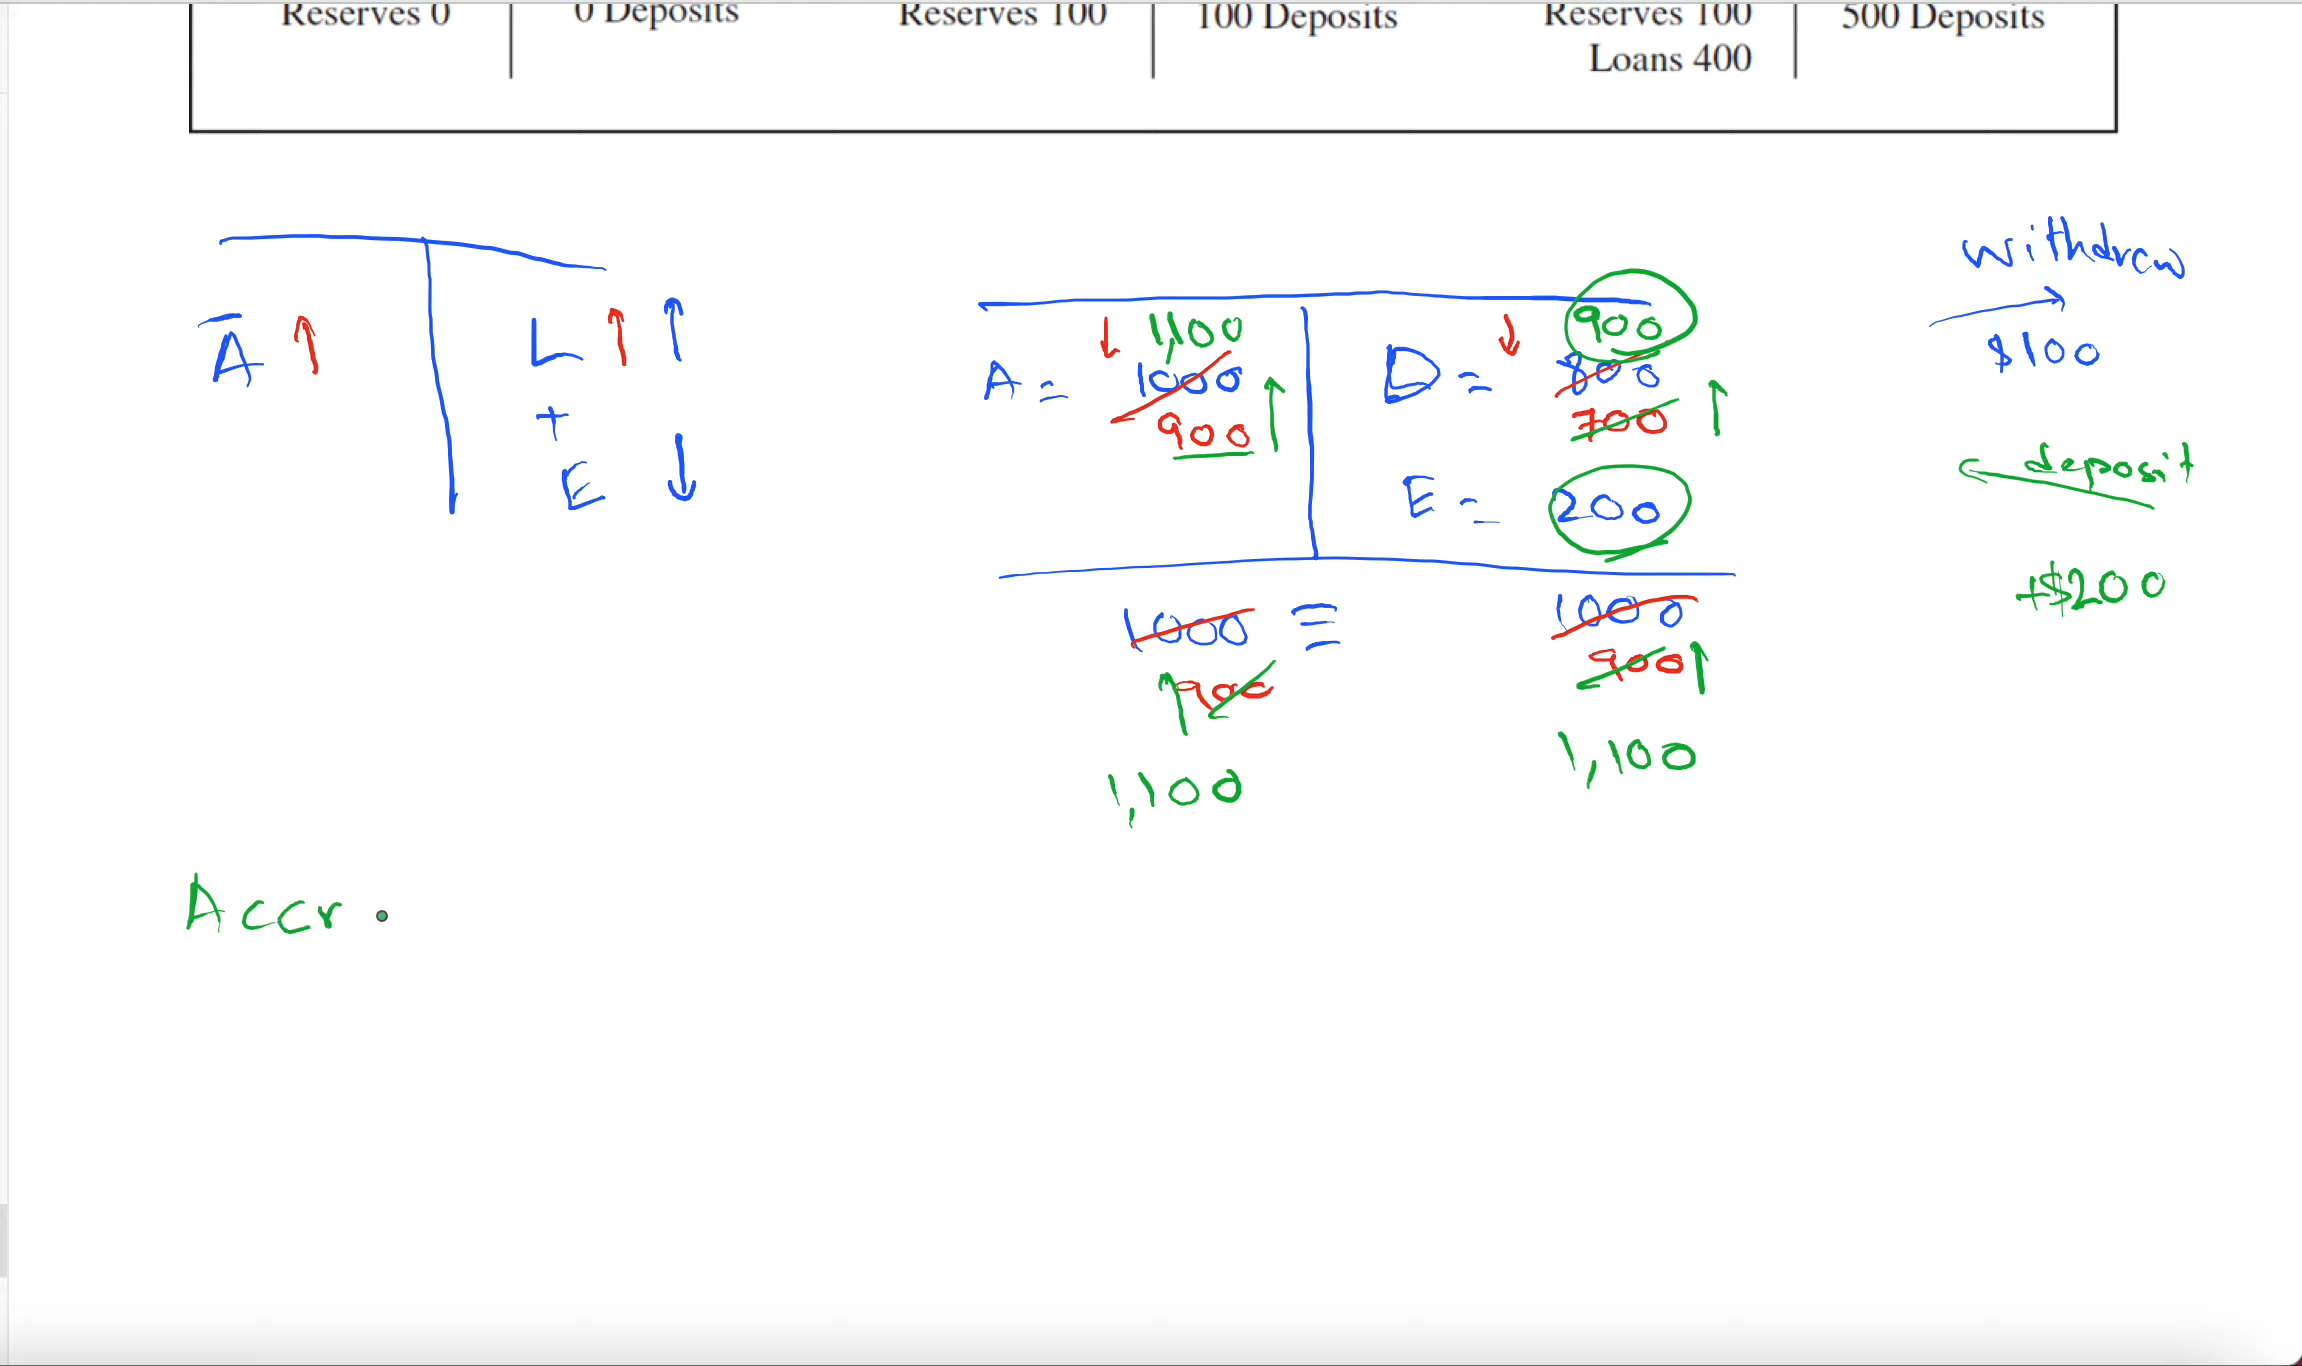 Reserves 0 0 Deposits Reserves 100 100 Deposits Reserves 100 500 Deposits
Loans 400
A
L
+
E
1,100
A = 1000
900
900
D = 800
700
E = 200
1000 ≡ 1000
900 900
1,100 1,100
withdraw
$100
deposit
+$200
Accr